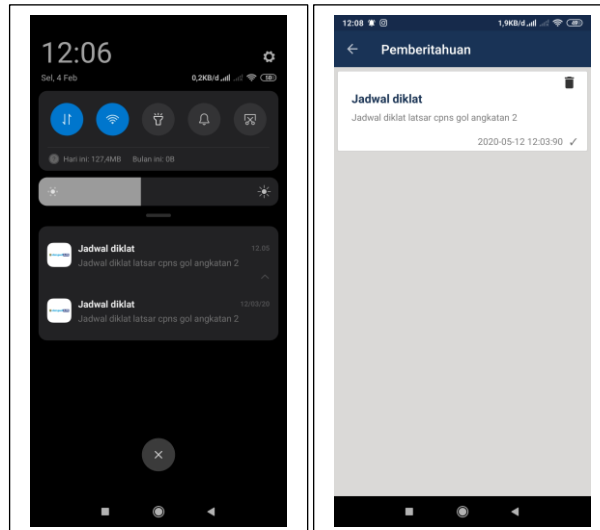 12:06
Sel, 4 Feb
0,2KB/d
Hari ini: 127,4MB Bulan ini: 0B
Jadwal diklat 12.05
Jadwal diklat latsar cpns gol angkatan 2
Jadwal diklat 12/03/20
Jadwal diklat latsar cpns gol angkatan 2
12:08 1,9KB/d
Pemberitahuan
Jadwal diklat
Jadwal diklat latsar cpns gol angkatan 2
2020-05-12 12:03:90